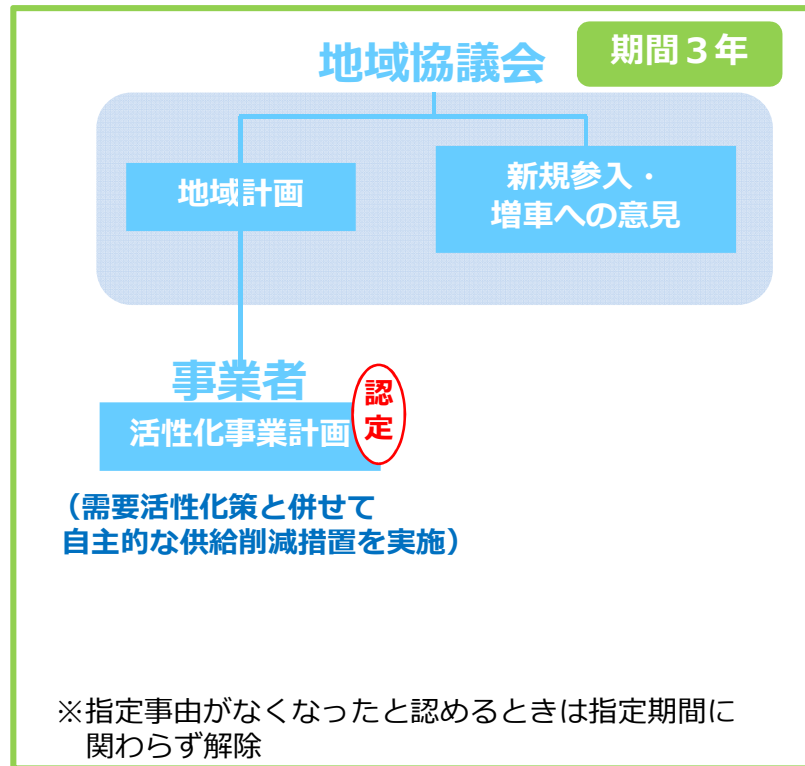 地域協議会
期間３年
地域計画
新規参入・
増車への意見
事業者
活性化事業計画
認
定
（需要活性化策と併せて
自主的な供給削減措置を実施）
※指定事由がなくなったと認めるときは指定期間に
関わらず解除